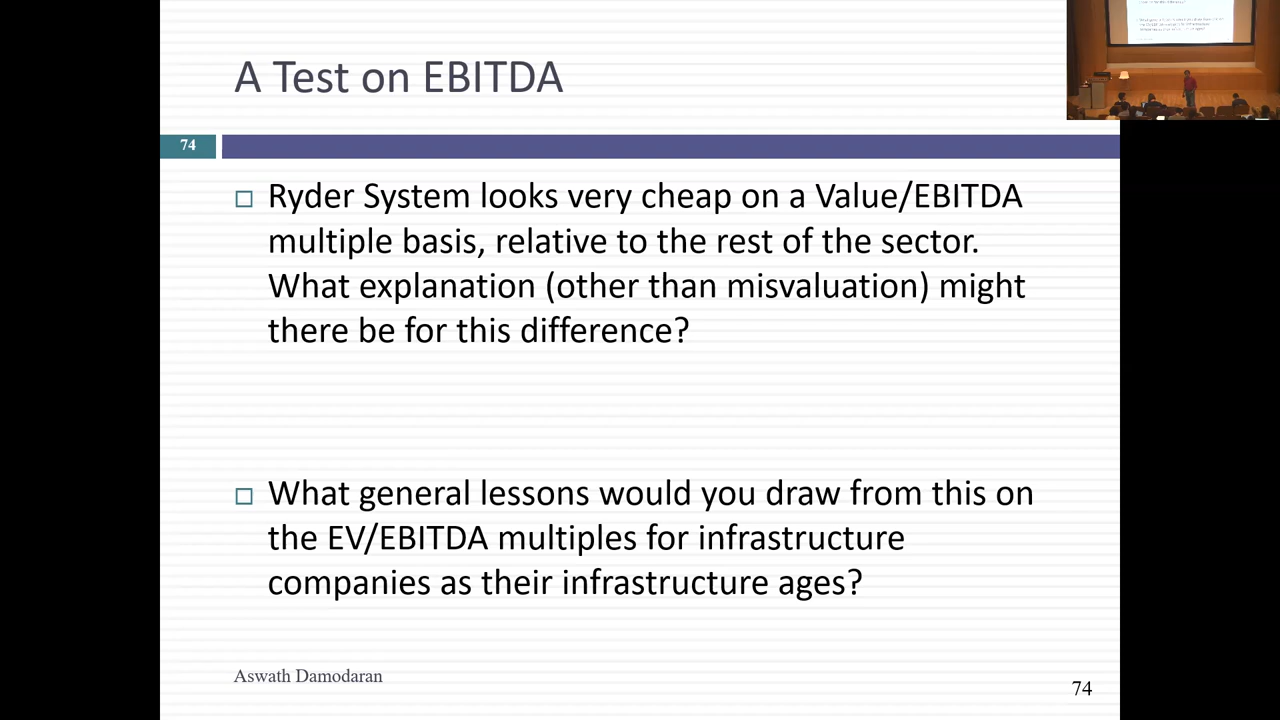 A Test on EBITDA
74
Ryder System looks very cheap on a Value/EBITDA
multiple basis, relative to the rest of the sector.
What explanation (other than misvaluation) might
there be for this difference?
What general lessons would you draw from this on
the EV/EBITDA multiples for infrastructure
companies as their infrastructure ages?
Aswath Damodaran
74